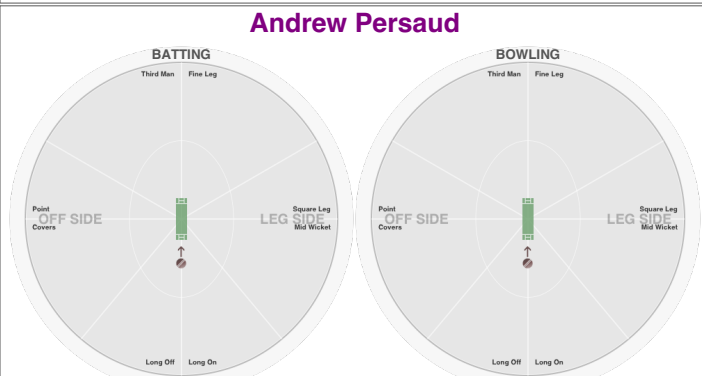 Andrew Persaud
BATTING
Third Man Fine Leg
Point
OFF SIDE
Covers
Square Leg
LEG SIDE
Mid Wicket
Long Off Long On
BOWLING
Third Man Fine Leg
Point
OFF SIDE
Covers
Square Leg
LEG SIDE
Mid Wicket
Long Off Long On